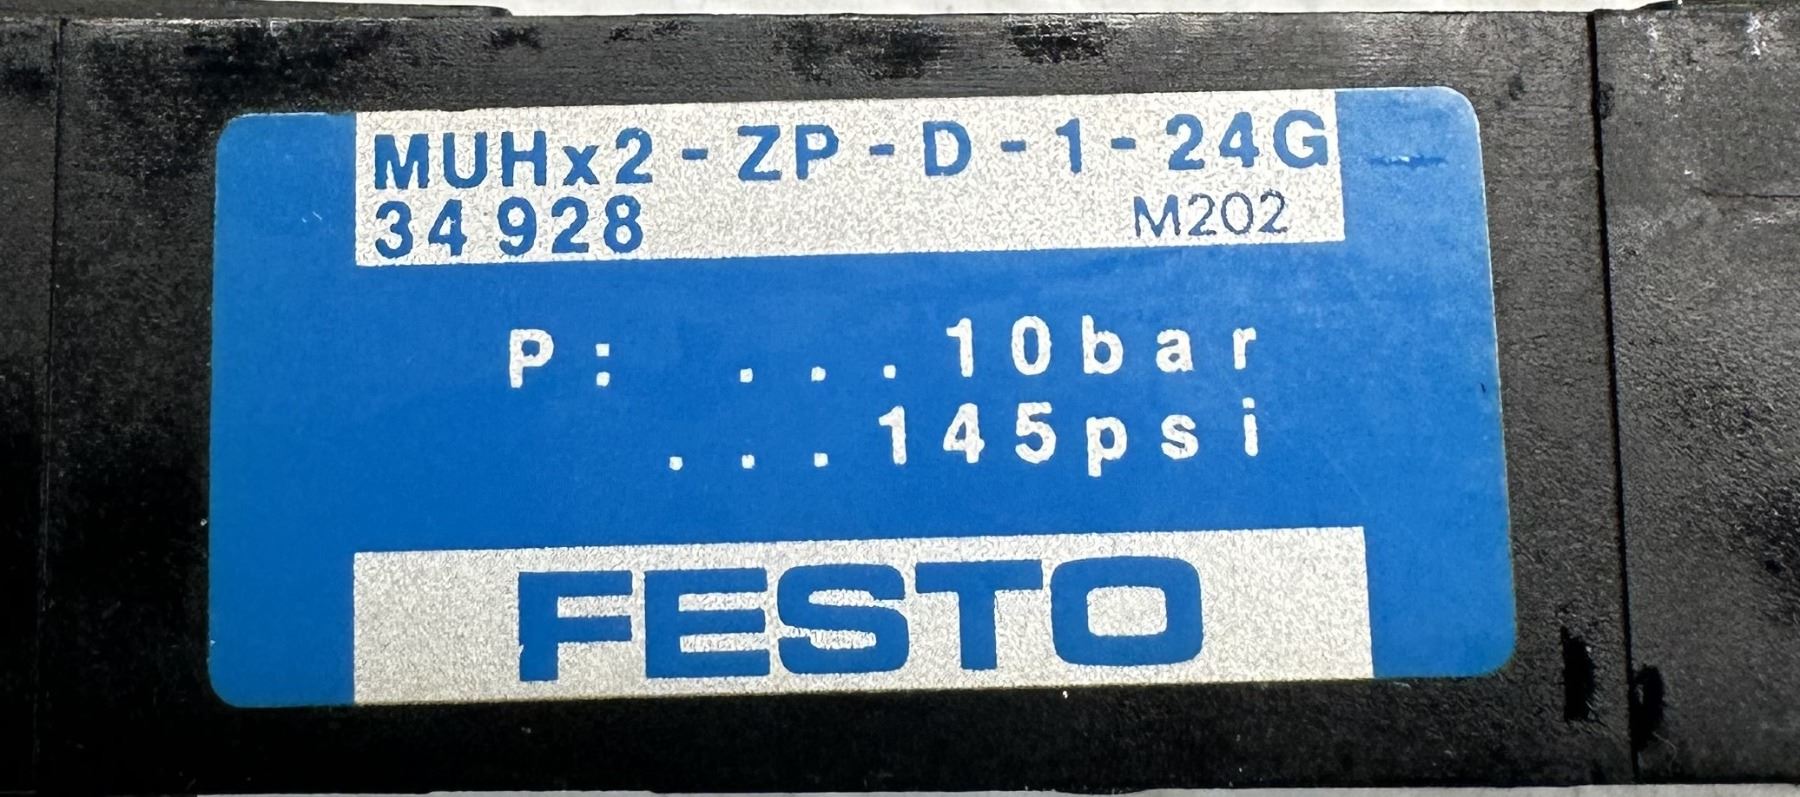 MUHx2-ZP-D-1-24G
34 928 M202
P: ...10bar
...145psi
FESTO